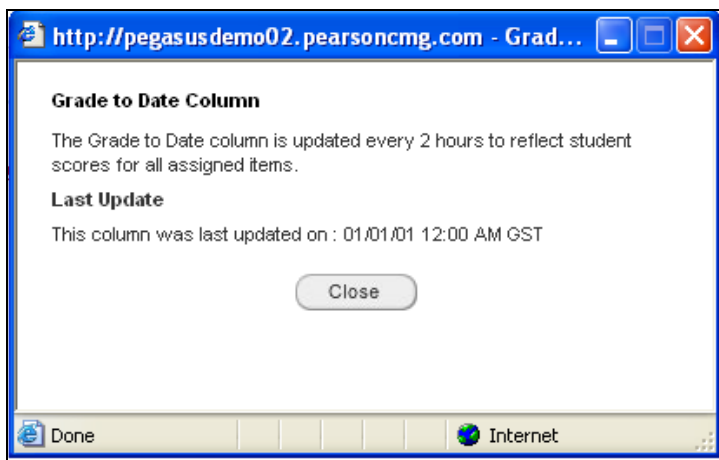 http://pegasusdemo02.pearsoncmg.com - Grad...
Grade to Date Column
The Grade to Date column is updated every 2 hours to reflect student
scores for all assigned items.
Last Update
This column was last updated on : 01/01/01 12:00 AM GST
Close
Done
Internet